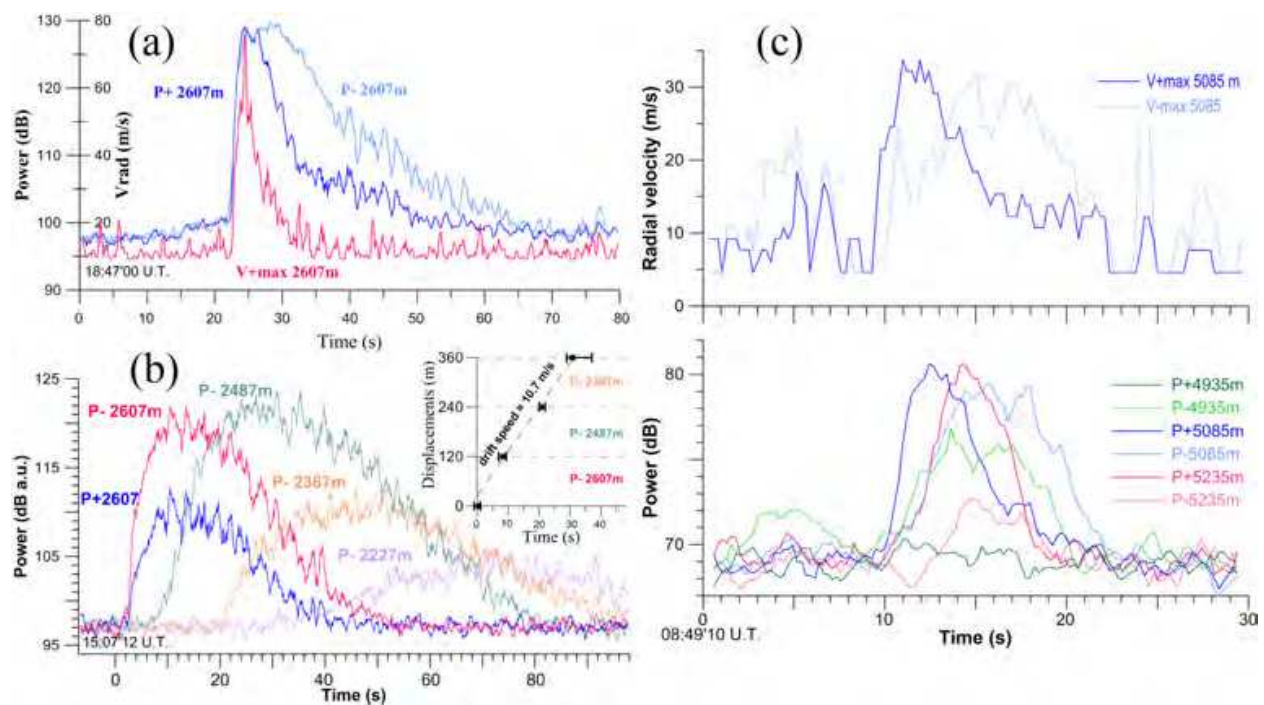 (a)
130
120
110
100
90
Power (dB)
80
60
40
20
Vrad (m/s)
P+ 2607m
P- 2607m
V+max 2607m
18:47'00 U.T.
0 10 20 30 40 50 60 70 80
Time (s)
(b)
125
115
105
95
Power (dB a.u.)
P- 2487m
P- 2607m
P+2607
P- 2367m
P- 2227m
15:07'12 U.T.
0 20 40 60 80
Time (s)
360
240
120
0
Displacements (m)
drift speed = 10.7 m/s
P- 2487m
P- 2607m
0 10 20 30 40
Time (s)
(c)
30
20
10
0
Radial velocity (m/s)
V+max 5085 m
V-max 5085
80
70
Power (dB)
P+4935m
P-4935m
P+5085m
P-5085m
P+5235m
P-5235m
0 10 20 30
08:49'10 U.T.
Time (s)